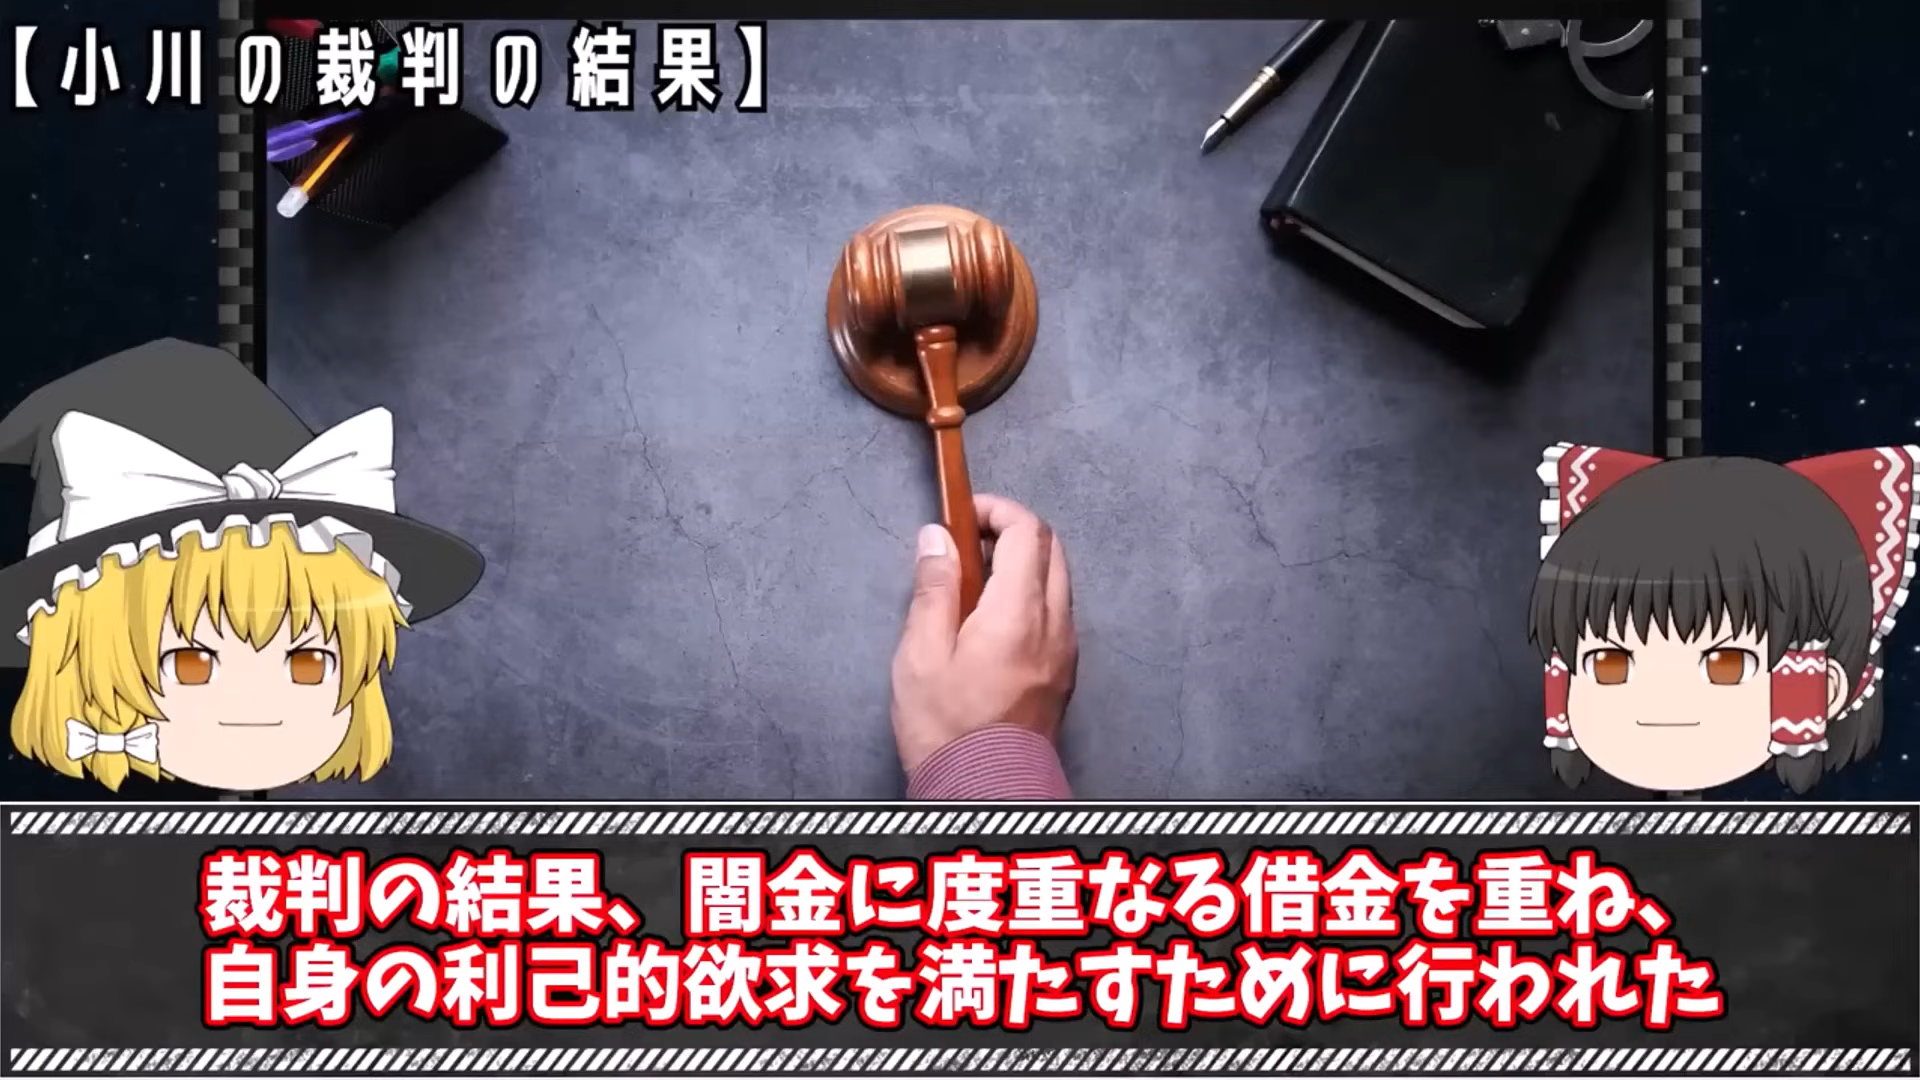 【小川の裁判の結果】
裁判の結果、闇金に度重なる借金を重ね、
自身の利己的欲求を満たすために行われた